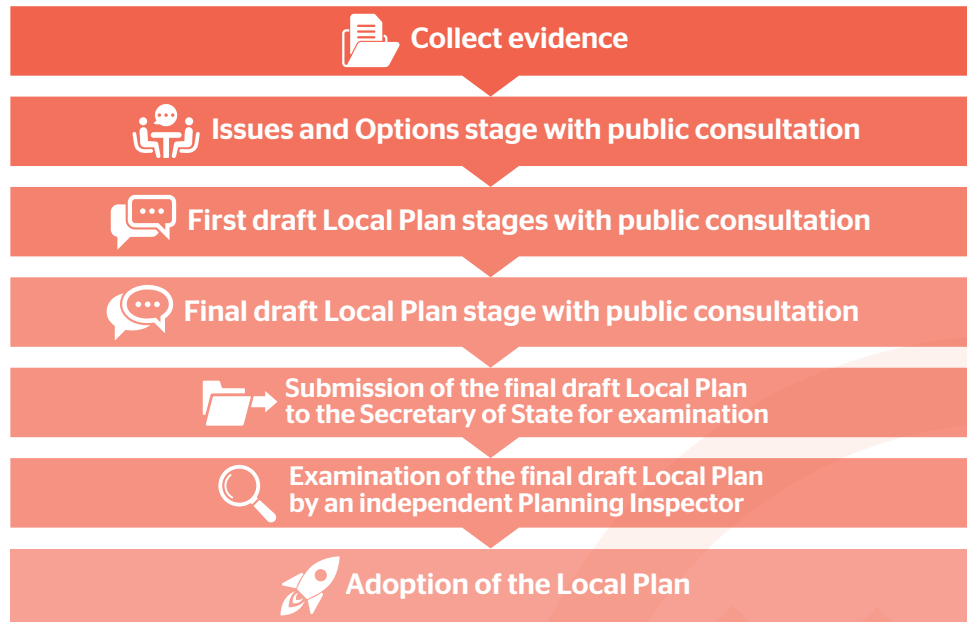 Collect evidence
Issues and Options stage with public consultation
First draft Local Plan stages with public consultation
Final draft Local Plan stage with public consultation
Submission of the final draft Local Plan
to the Secretary of State for examination
Examination of the final draft Local Plan
by an independent Planning Inspector
Adoption of the Local Plan